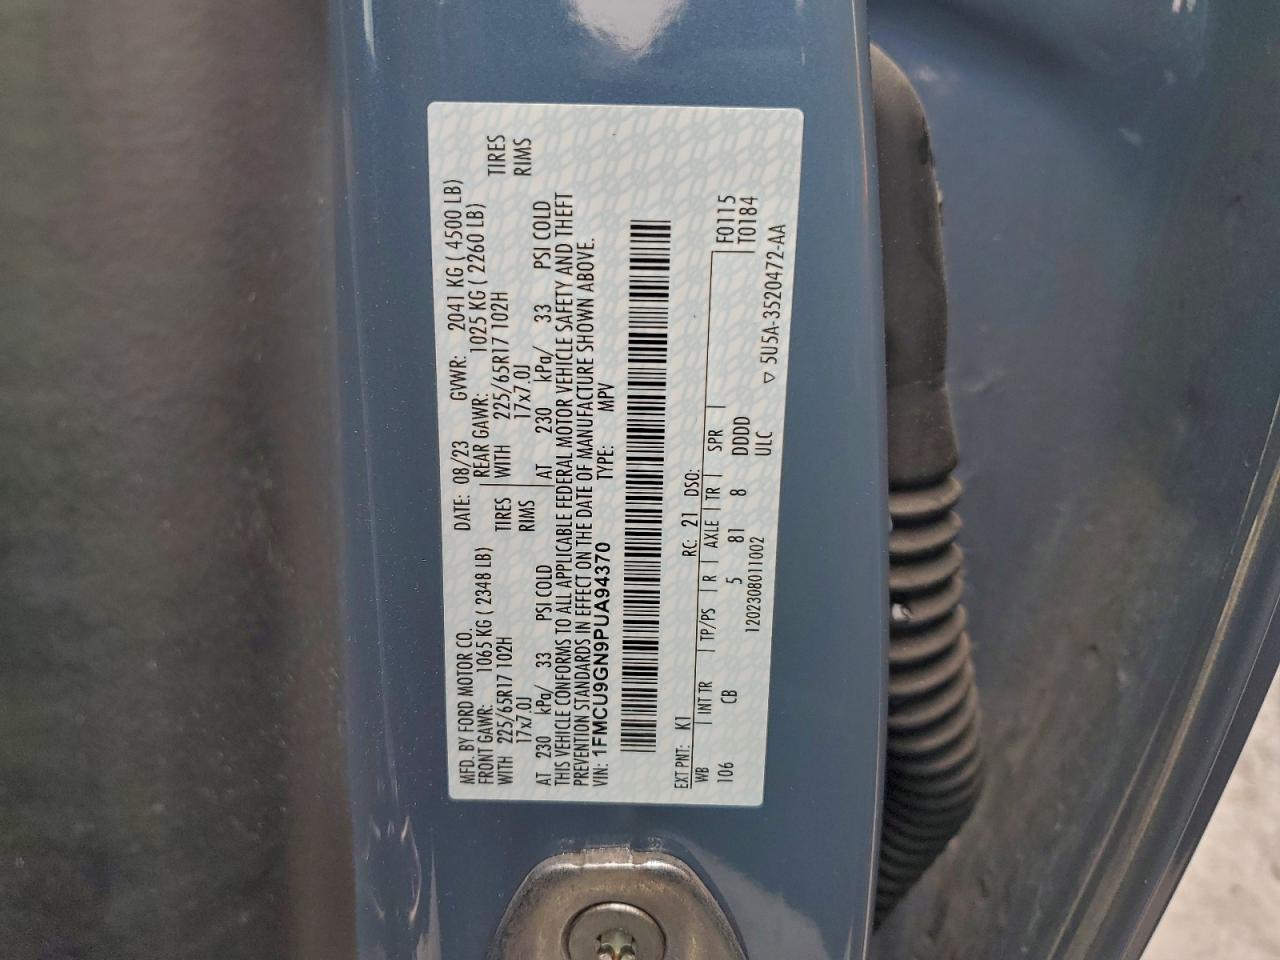 MFD. BY FORD MOTOR CO.
DATE: 08/23 GVWR: 2041 KG ( 4500 LB)
FRONT GAWR: 1065 KG ( 2348 LB)
REAR GAWR: 1025 KG ( 2260 LB)
WITH 225/65R17 102H TIRES
WITH 225/65R17 102H TIRES
17x7.0J RIMS
17x7.0J RIMS
AT 230 kPa/ 33 PSI COLD
AT 230 kPa/ 33 PSI COLD
THIS VEHICLE CONFORMS TO ALL APPLICABLE FEDERAL MOTOR VEHICLE SAFETY AND THEFT
PREVENTION STANDARDS IN EFFECT ON THE DATE OF MANUFACTURE SHOWN ABOVE.
VIN: 1FMCU9GN9PUA94370 TYPE: MPV
EXT PNT: K1 RC: 21 DSO:
WB INT TR TP/PS R AXLE TR SPR F0115
106 CB 5 81 8 DDDD T0184
1202308011002 ULC ▽ 5U5A-3520472-AA